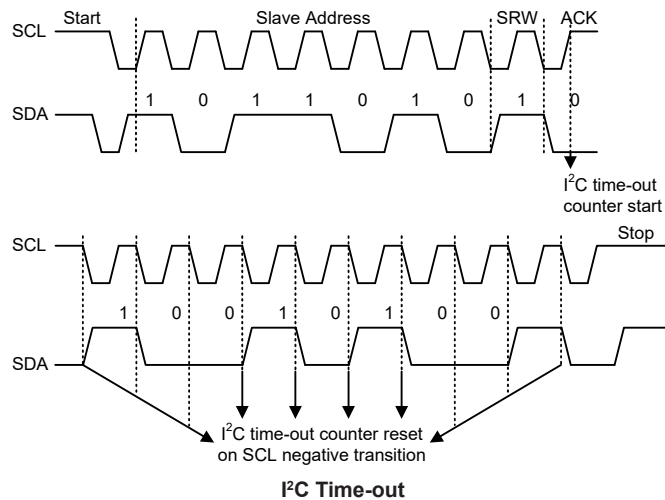 Start Slave Address SRW ACK
SCL
1 0 1 1 0 1 0 1 0
SDA
I²C time-out
counter start
Stop
SCL
1 0 0 1 0 1 0 0
SDA
I²C time-out counter reset
on SCL negative transition
I²C Time-out